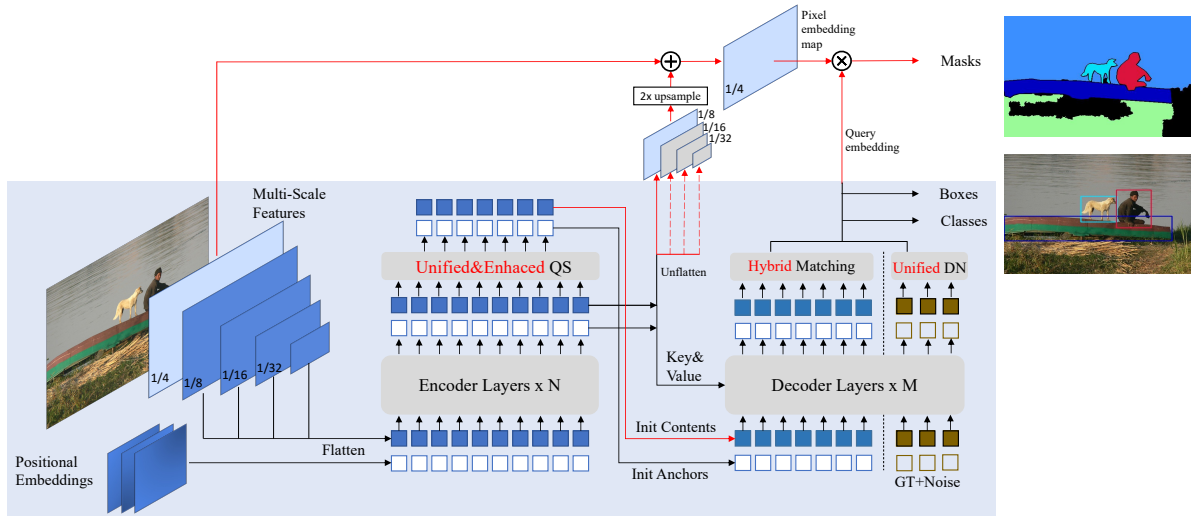 Pixel
embedding
map
Masks
1/4
2x upsample
1/8
1/16
1/32
Query
embedding
Multi-Scale
Features
Boxes
Classes
Unified&Enhaced QS
Unflatten
Hybrid Matching
Unified DN
1/4
1/8
1/16
1/32
Key&
Value
Encoder Layers x N
Decoder Layers x M
Init Contents
Flatten
Positional
Embeddings
Init Anchors
GT+Noise